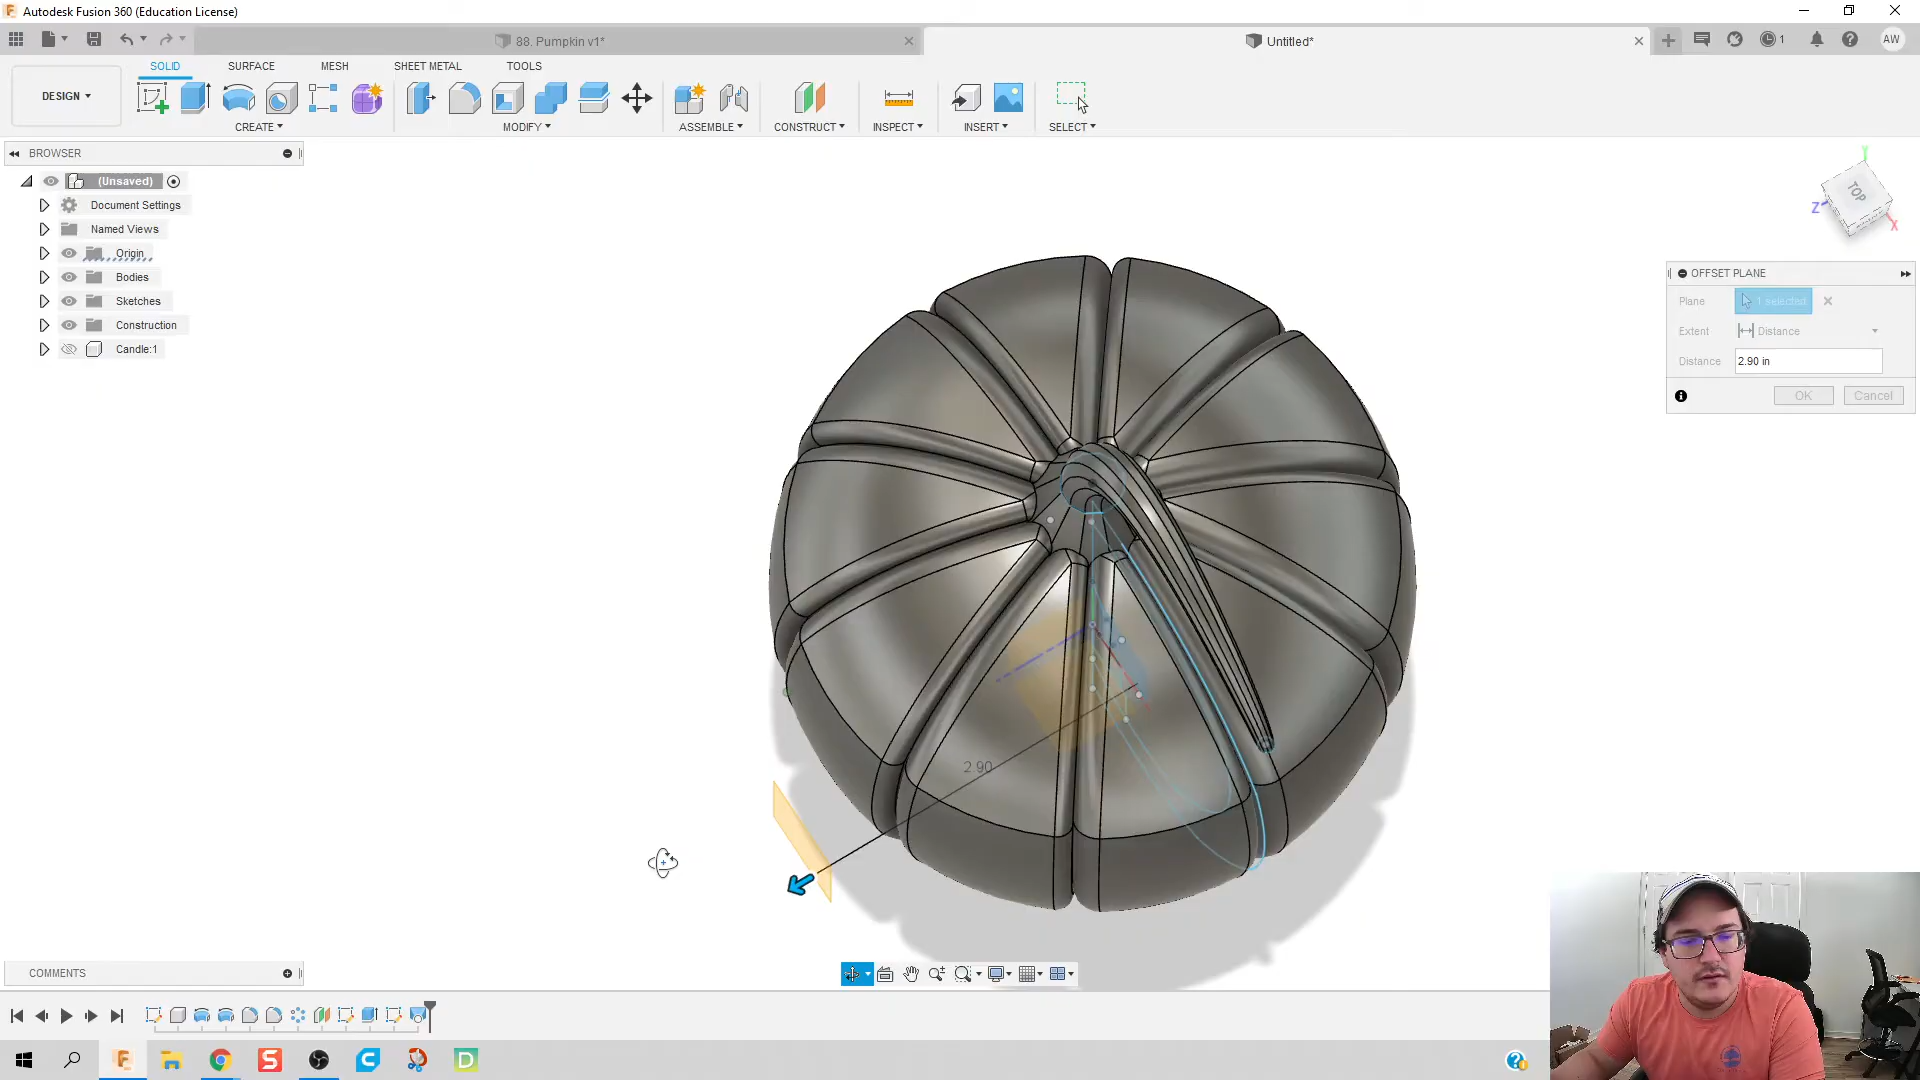 Autodesk Fusion 360 (Education License)
88. Pumpkin v1*
Untitled*
1
AW
DESIGN
SOLID
SURFACE
MESH
SHEET METAL
TOOLS
CREATE
MODIFY
ASSEMBLE
CONSTRUCT
INSPECT
INSERT
SELECT
BROWSER
(Unsaved)
Document Settings
Named Views
Origin
Bodies
Sketches
Construction
Candle:1
TOP
Y
Z
X
OFFSET PLANE
Plane
1 selected
Extent
Distance
Distance
2.90 in
OK
Cancel
2.90
COMMENTS